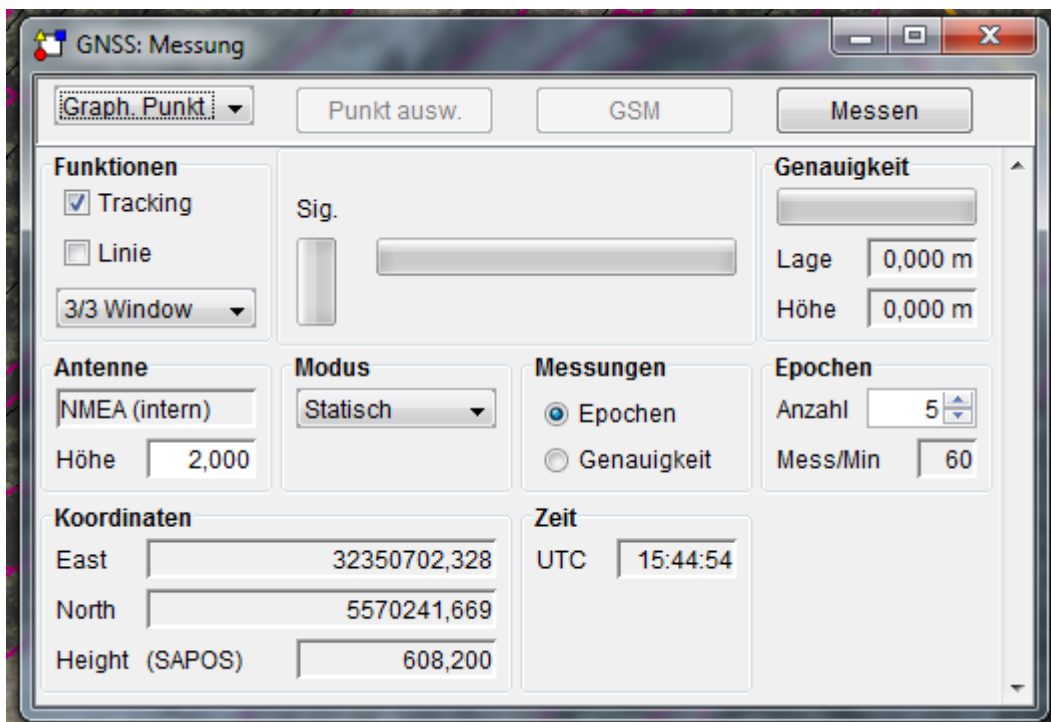 GNSS: Messung
Graph. Punkt Punkt ausw. GSM Messen
Funktionen
Tracking
Linie
3/3 Window
Sig.
Genauigkeit
Lage 0,000 m
Höhe 0,000 m
Antenne
NMEA (intern)
Höhe 2,000
Modus
Statisch
Messungen
Epochen
Genauigkeit
Epochen
Anzahl 5
Mess/Min 60
Koordinaten
East 32350702,328
North 5570241,669
Height (SAPOS) 608,200
Zeit
UTC 15:44:54